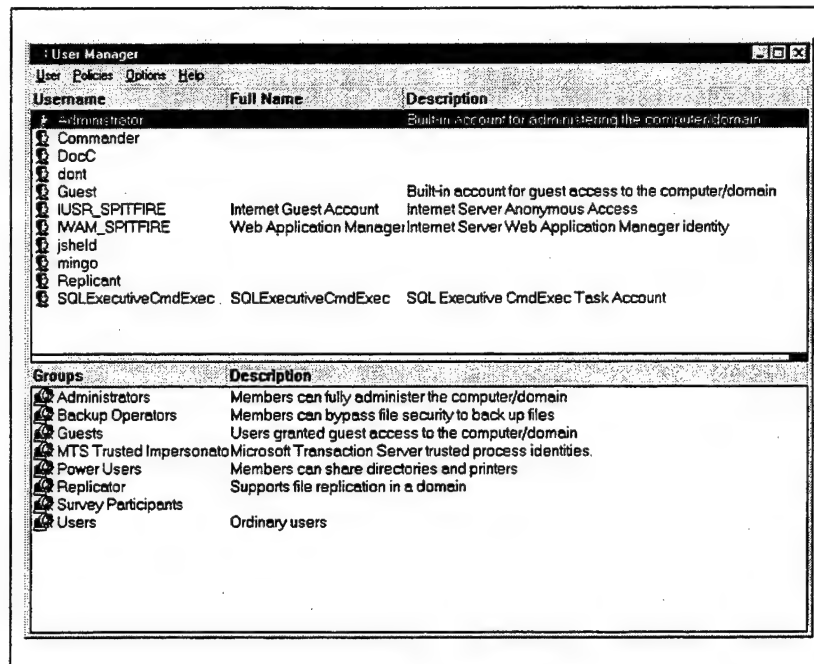 : User Manager
User Policies Options Help
Username Full Name Description
Administrator Built-in account for administering the computer/domain
Commander
DocC
dont
Guest Built-in account for guest access to the computer/domain
IUSR_SPITFIRE Internet Guest Account Internet Server Anonymous Access
IWAM_SPITFIRE Web Application Manager Internet Server Web Application Manager identity
jsheld
mingo
Replicant
SQLExecutiveCmdExec SQLExecutiveCmdExec SQL Executive CmdExec Task Account
Groups Description
Administrators Members can fully administer the computer/domain
Backup Operators Members can bypass file security to back up files
Guests Users granted guest access to the computer/domain
MTS Trusted Impersonato Microsoft Transaction Server trusted process identities.
Power Users Members can share directories and printers
Replicator Supports file replication in a domain
Survey Participants
Users Ordinary users